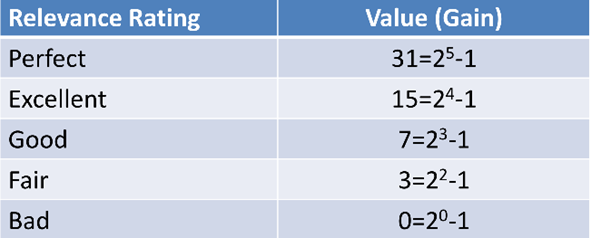 Relevance Rating Value (Gain)
Perfect 31=2⁵-1
Excellent 15=2⁴-1
Good 7=2³-1
Fair 3=2²-1
Bad 0=2⁰-1